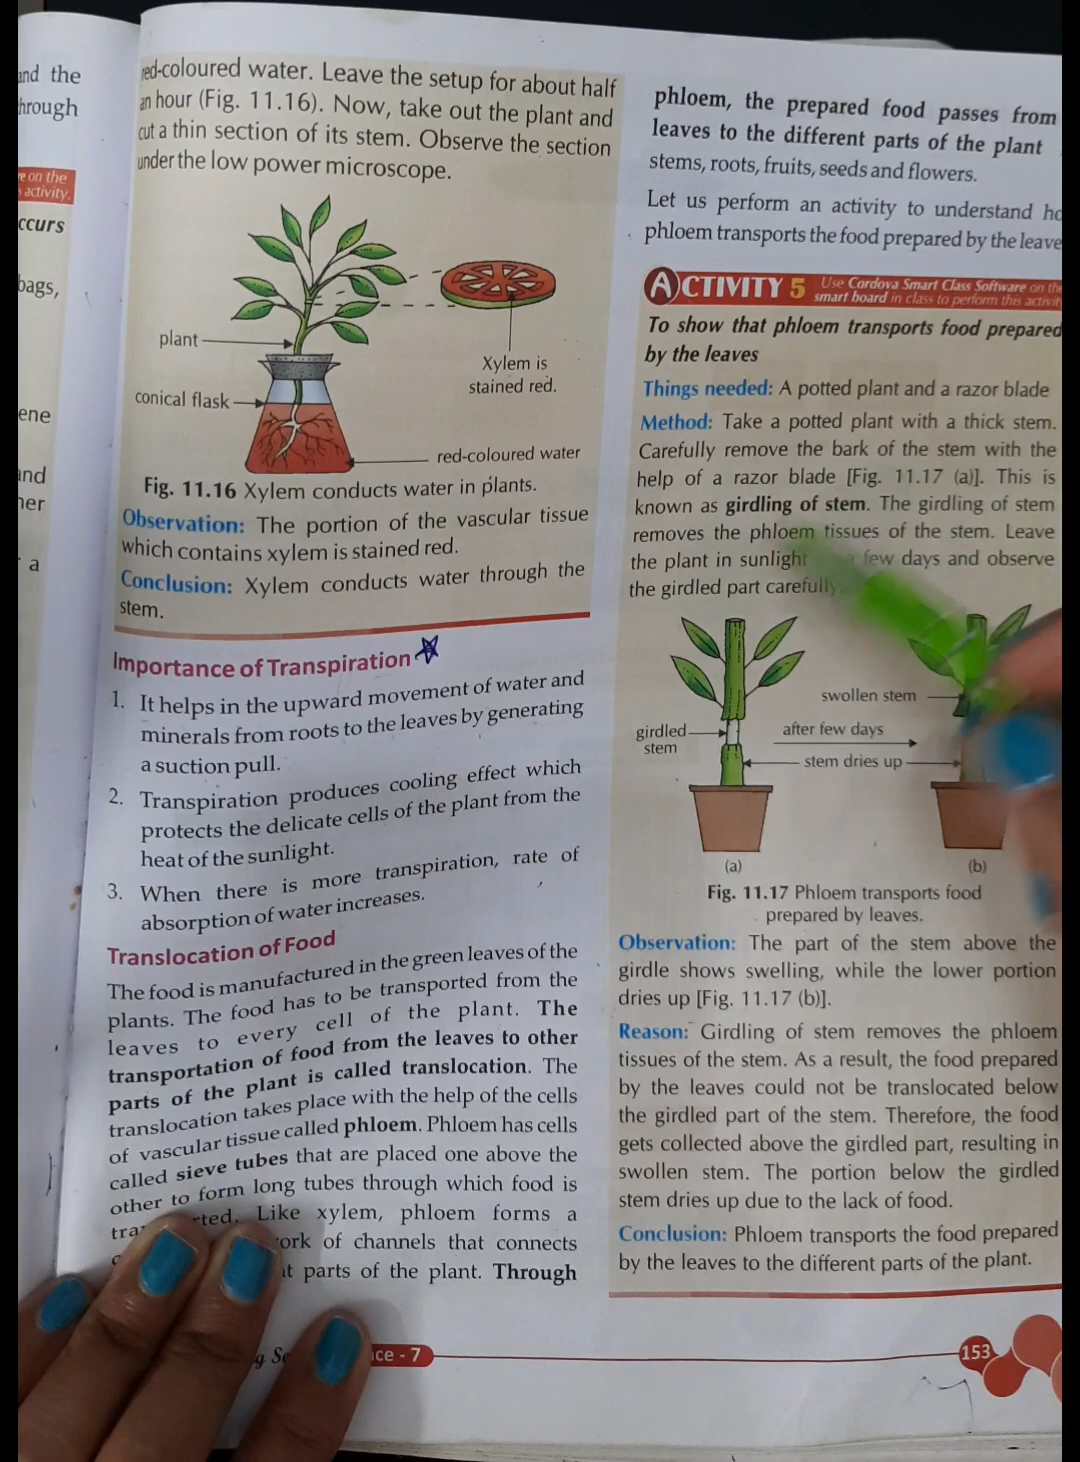 and the
hrough
e on the
s activity.
ccurs
bags,
ene
and
her
a
red-coloured water. Leave the setup for about half
an hour (Fig. 11.16). Now, take out the plant and
cut a thin section of its stem. Observe the section
under the low power microscope.
plant
conical flask
Xylem is
stained red.
red-coloured water
Fig. 11.16 Xylem conducts water in plants.
Observation: The portion of the vascular tissue
which contains xylem is stained red.
Conclusion: Xylem conducts water through the
stem.
Importance of Transpiration
1. It helps in the upward movement of water and
minerals from roots to the leaves by generating
a suction pull.
2. Transpiration produces cooling effect which
protects the delicate cells of the plant from the
heat of the sunlight.
3. When there is more transpiration, rate of
absorption of water increases.
Translocation of Food
The food is manufactured in the green leaves of the
plants. The food has to be transported from the
leaves to every cell of the plant. The
transportation of food from the leaves to other
parts of the plant is called translocation. The
translocation takes place with the help of the cells
of vascular tissue called phloem. Phloem has cells
called sieve tubes that are placed one above the
other to form long tubes through which food is
rted. Like xylem, phloem forms a
ork of channels that connects
parts of the plant. Through
phloem, the prepared food passes from
leaves to the different parts of the plant
stems, roots, fruits, seeds and flowers.
Let us perform an activity to understand ho
phloem transports the food prepared by the leave
ACTIVITY 5 Use Cordova Smart Class Software on th
smart board in class to perform this activit
To show that phloem transports food prepared
by the leaves
Things needed: A potted plant and a razor blade
Method: Take a potted plant with a thick stem.
Carefully remove the bark of the stem with the
help of a razor blade [Fig. 11.17 (a)]. This is
known as girdling of stem. The girdling of stem
removes the phloem tissues of the stem. Leave
the plant in sunlight few days and observe
the girdled part carefully
swollen stem
girdled
stem
after few days
stem dries up
(a)
(b)
Fig. 11.17 Phloem transports food
prepared by leaves.
Observation: The part of the stem above the
girdle shows swelling, while the lower portion
dries up [Fig. 11.17 (b)].
Reason: Girdling of stem removes the phloem
tissues of the stem. As a result, the food prepared
by the leaves could not be translocated below
the girdled part of the stem. Therefore, the food
gets collected above the girdled part, resulting in
swollen stem. The portion below the girdled
stem dries up due to the lack of food.
Conclusion: Phloem transports the food prepared
by the leaves to the different parts of the plant.
ce - 7
153